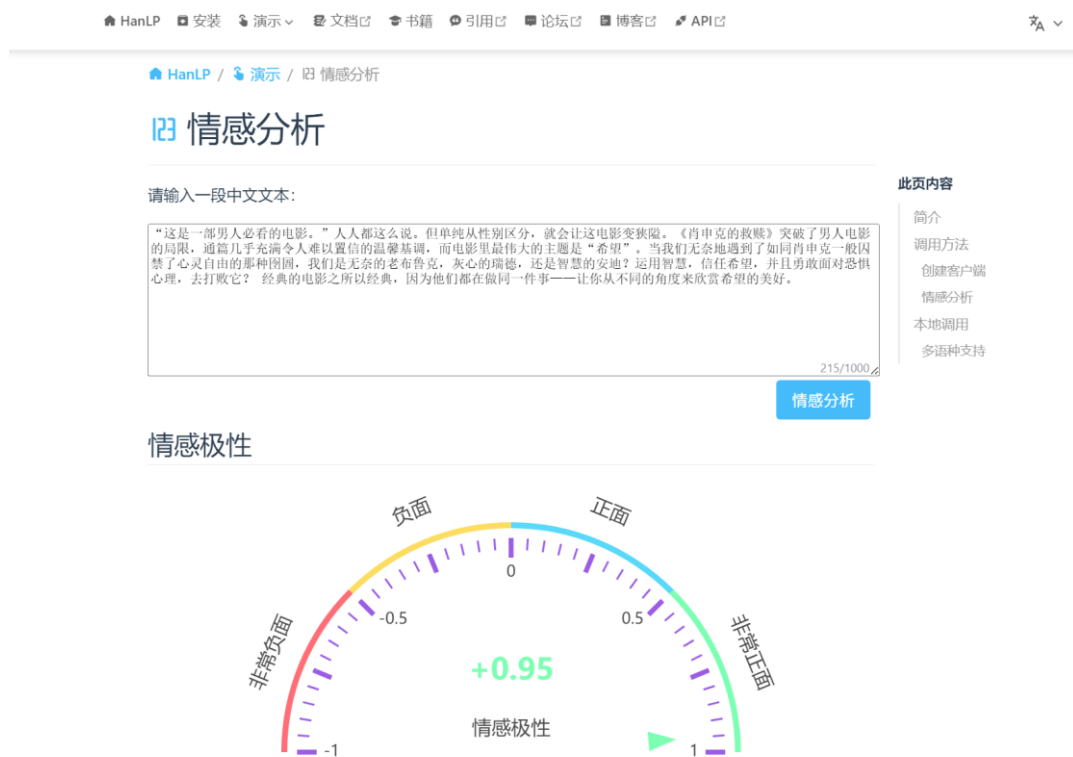 HanLP 安装 演示 文档 书籍 引用 论坛 博客 API
HanLP / 演示 / 情感分析
123 情感分析
此页内容
请输入一段中文文本：
简介
“这是一部男人必看的电影。”人人都这么说。但单纯从性别区分，就会让这电影变狭隘。《肖申克的救赎》突破了男人电影
的局限，通篇几乎充满令人难以置信的温馨基调，而电影里最伟大的主题是“希望”。当我们无奈地遇到了如同肖申克一般囚
禁了心灵自由的那种囹圄，我们是无奈的老布鲁克，灰心的瑞德，还是智慧的安迪？运用智慧，信任希望，并且勇敢面对恐惧
心理，去打败它？ 经典的电影之所以经典，因为他们都在做同一件事——让你从不同的角度来欣赏希望的美好。
调用方法
创建客户端
情感分析
本地调用
多语种支持
215/1000
情感分析
情感极性
负面
正面
非常负面
非常正面
0
-0.5
0.5
+0.95
情感极性
-1
1